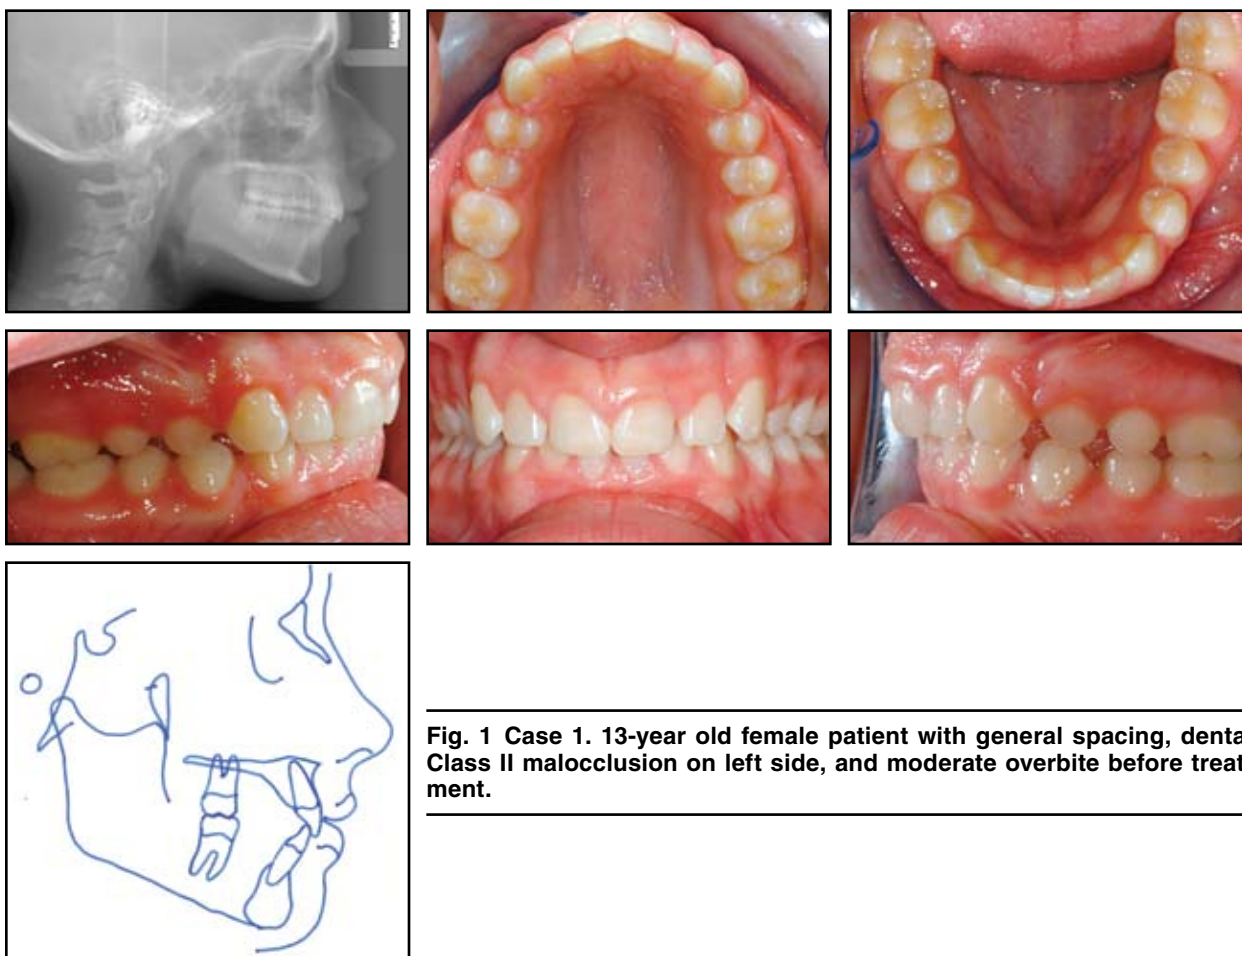 Fig. 1 Case 1. 13-year old female patient with general spacing, denta
Class II malocclusion on left side, and moderate overbite before treat
ment.